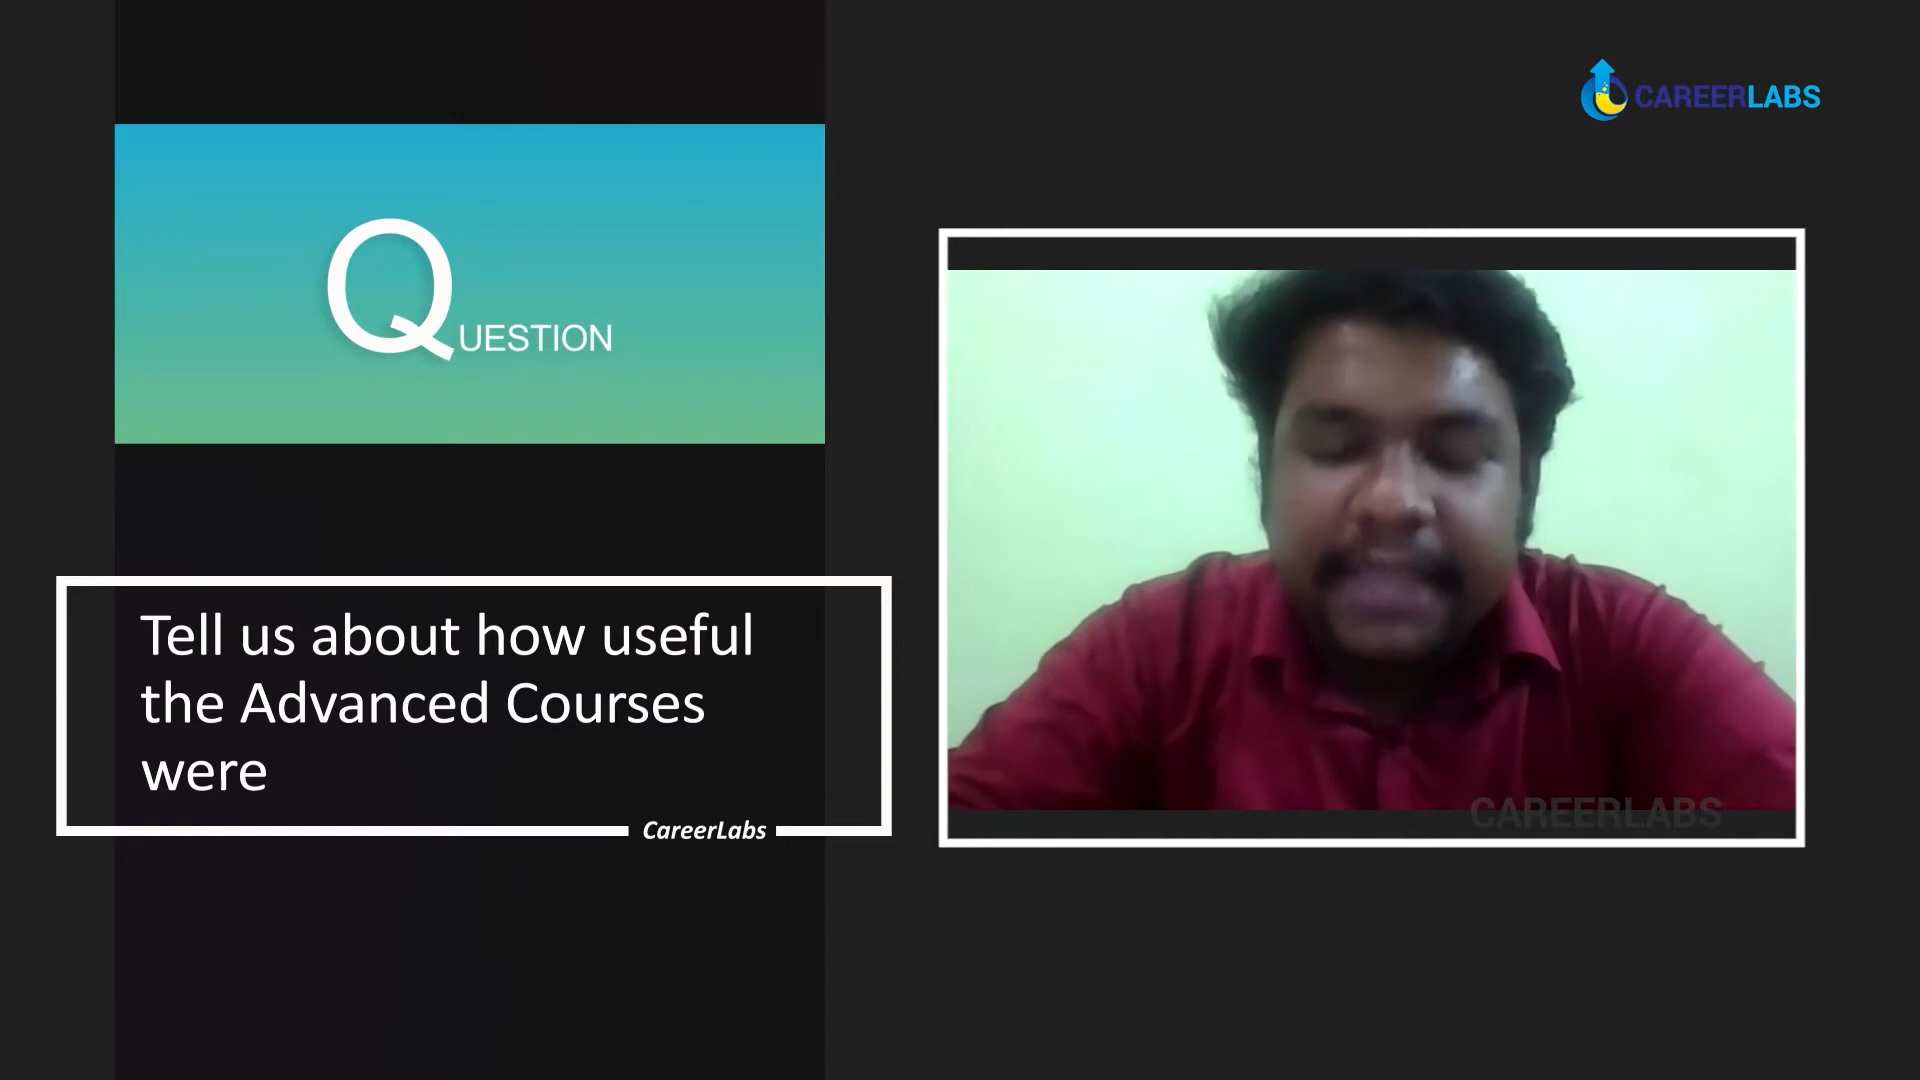 CAREERLABS
QUESTION
Tell us about how useful
the Advanced Courses
were
CareerLabs
CAREERLABS